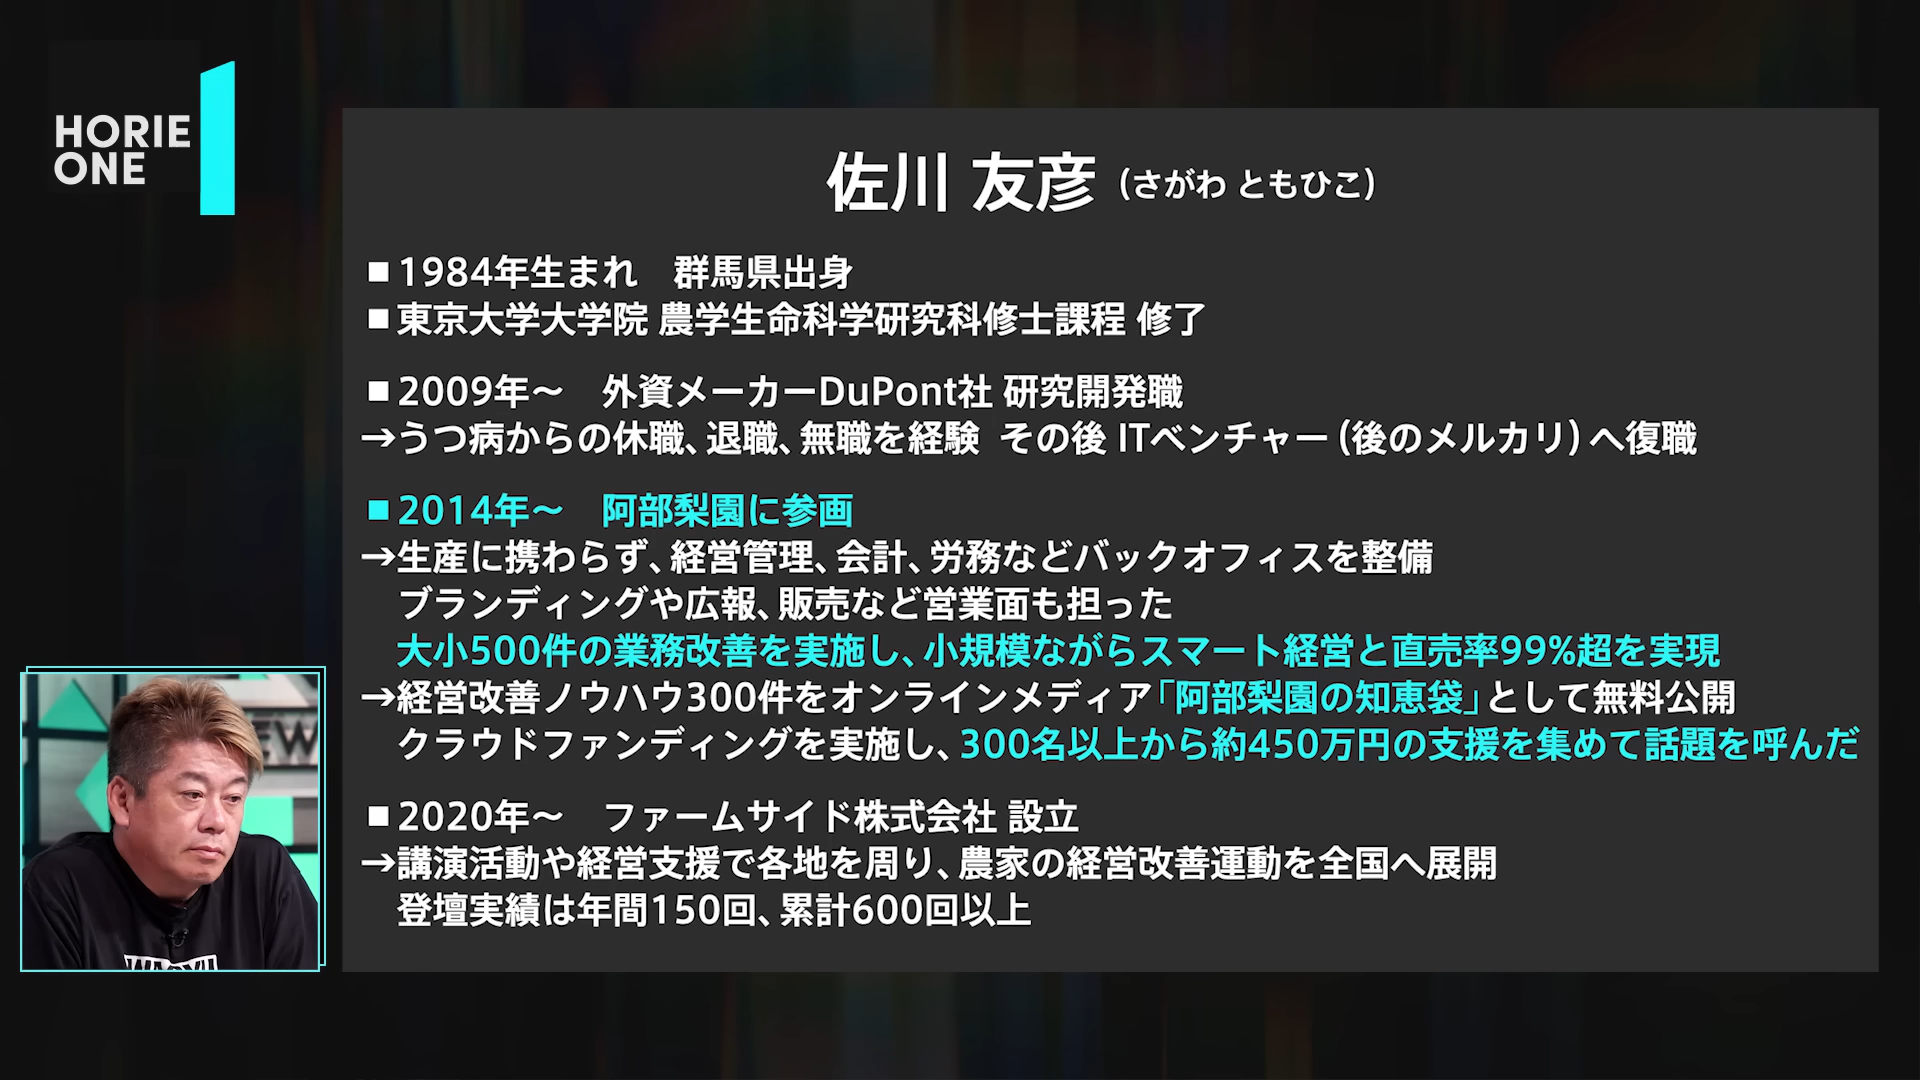 HORIE
ONE
佐川 友彦 (さがわ ともひこ)
■1984年生まれ　群馬県出身
■東京大学大学院 農学生命科学研究科修士課程 修了
■2009年～　外資メーカーDuPont社 研究開発職
→うつ病からの休職、退職、無職を経験 その後 ITベンチャー (後のメルカリ) へ復職
■2014年～　阿部梨園に参画
→生産に携わらず、経営管理、会計、労務などバックオフィスを整備
ブランディングや広報、販売など営業面も担った
大小500件の業務改善を実施し、小規模ながらスマート経営と直売率99%超を実現
→経営改善ノウハウ300件をオンラインメディア「阿部梨園の知恵袋」として無料公開
クラウドファンディングを実施し、300名以上から約450万円の支援を集めて話題を呼んだ
■2020年～　ファームサイド株式会社 設立
→講演活動や経営支援で各地を周り、農家の経営改善運動を全国へ展開
登壇実績は年間150回、累計600回以上